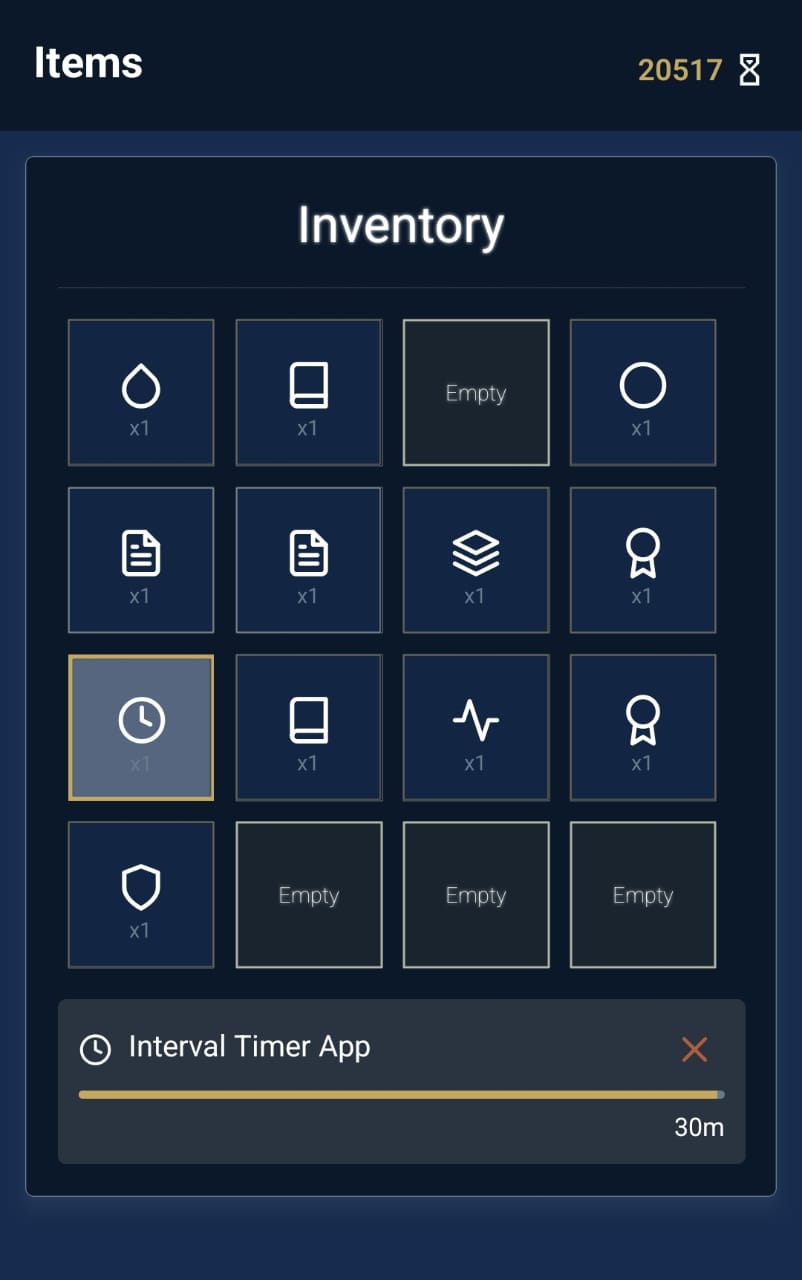 Items
20517
Inventory
x1 x1 Empty x1
x1 x1 x1 x1
x1 x1 x1 x1
x1 Empty Empty Empty
Interval Timer App
30m